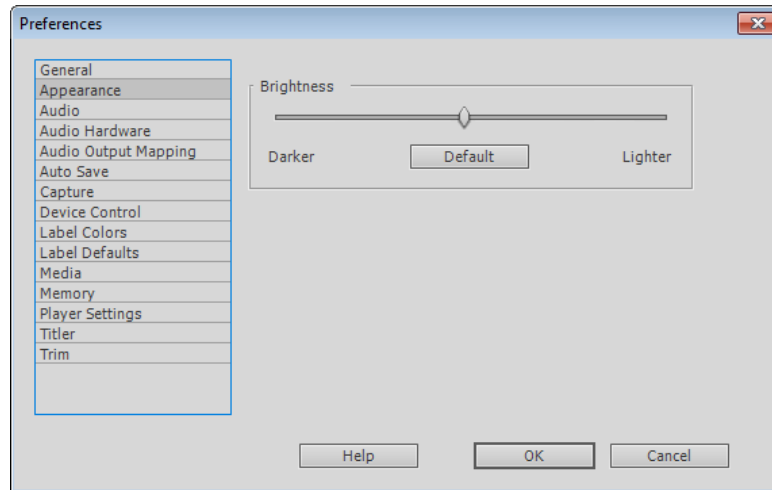 Preferences
General
Appearance
Audio
Audio Hardware
Audio Output Mapping
Auto Save
Capture
Device Control
Label Colors
Label Defaults
Media
Memory
Player Settings
Titler
Trim
Brightness
Darker Default Lighter
Help OK Cancel